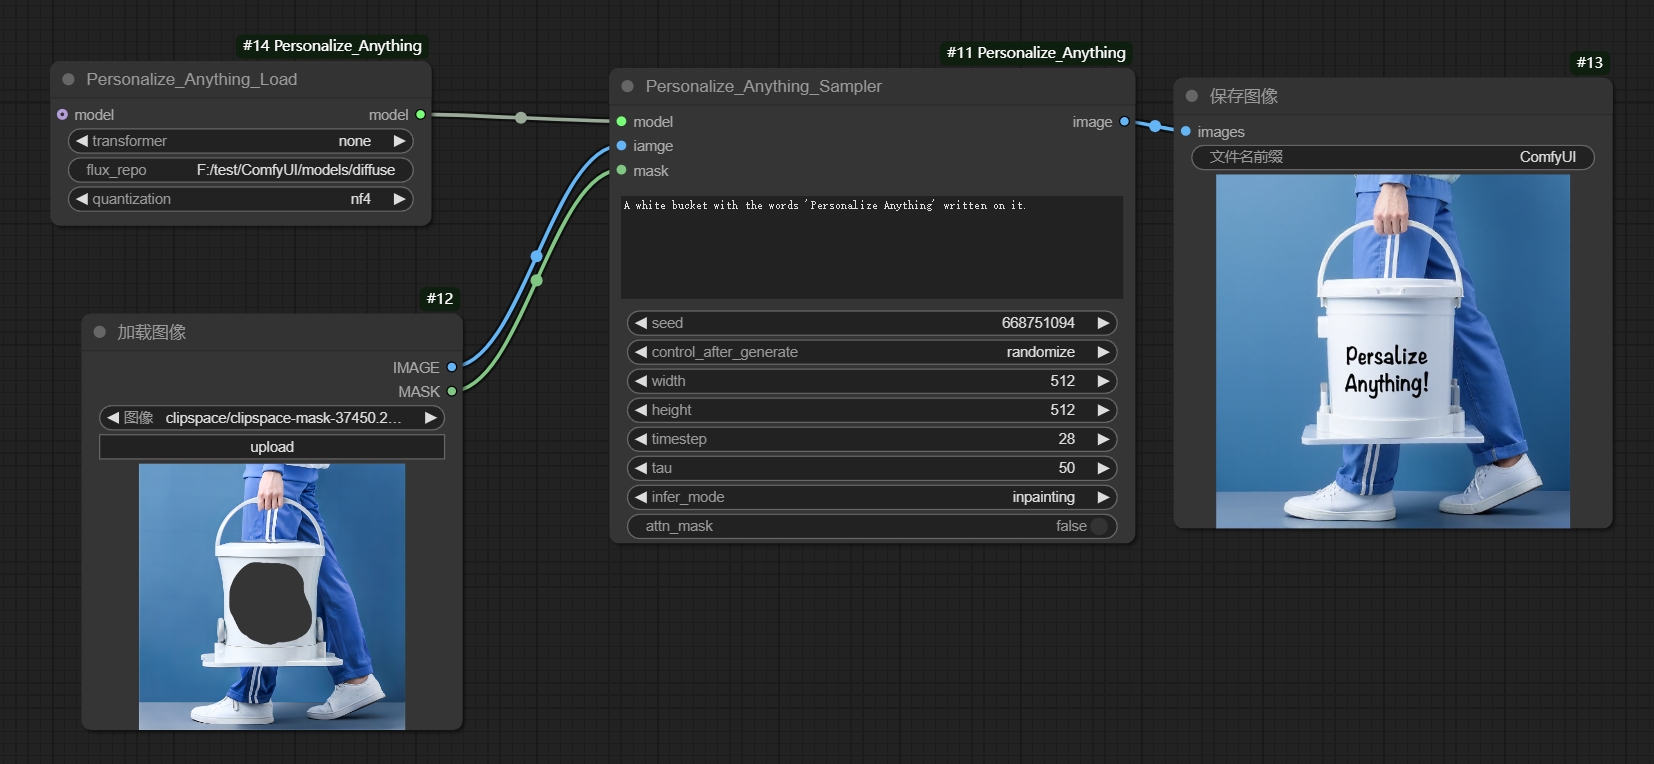 #14 Personalize_Anything
Personalize_Anything_Load
model
model
transformer
none
flux_repo
F:/test/ComfyUI/models/diffuse
quantization
nf4
#12
加载图像
IMAGE
MASK
图像
clipspace/clipspace-mask-37450.2...
upload
#11 Personalize_Anything
Personalize_Anything_Sampler
model
image
iamge
mask
A white bucket with the words 'Personalize Anything' written on it.
seed
668751094
control_after_generate
randomize
width
512
height
512
timestep
28
tau
50
infer_mode
inpainting
attn_mask
false
#13
保存图像
images
文件名前缀
ComfyUI
Persalize
Anything!